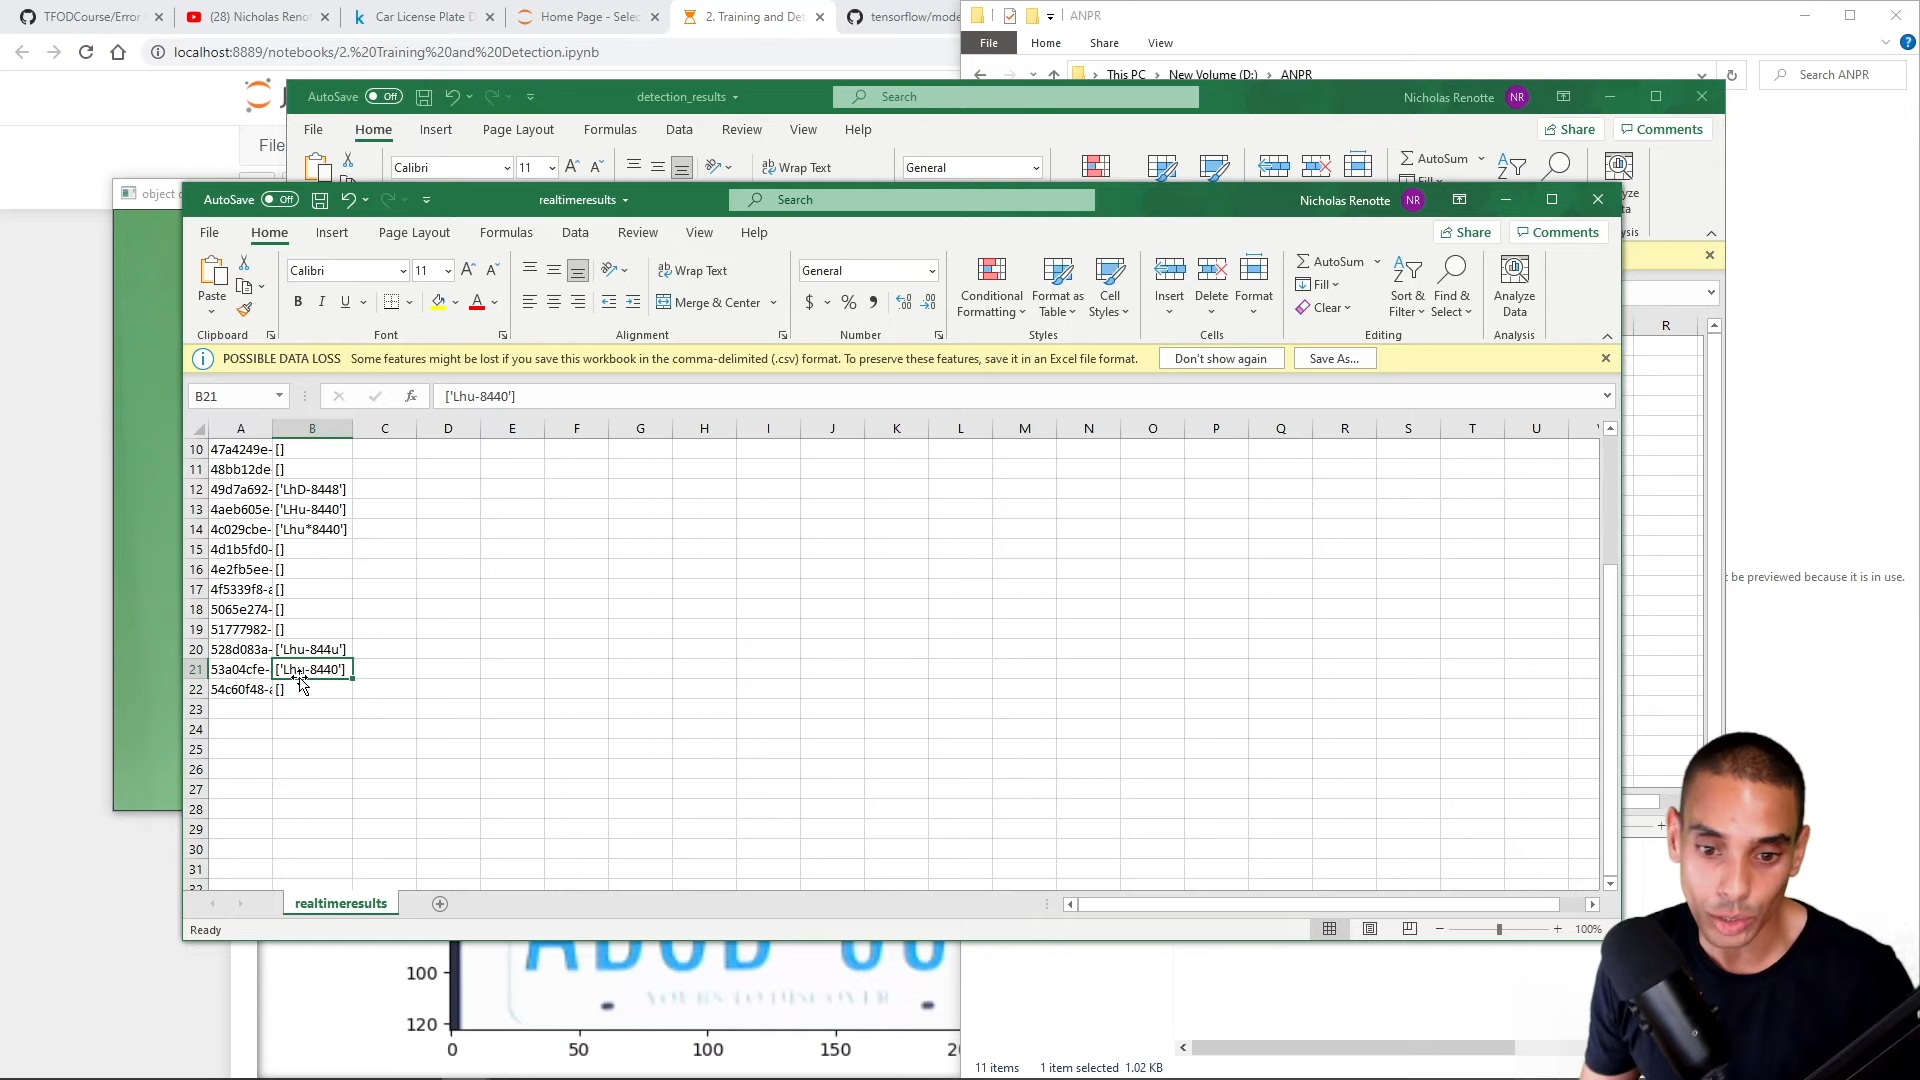 TFODCourse/Error
(28) Nicholas Renot
Car License Plate D
Home Page - Selec
2. Training and Det
tensorflow/mode
localhost:8889/notebooks/2.%20Training%20and%20Detection.ipynb
ANPR
File Home Share View
This PC > New Volume (D:) > ANPR
Search ANPR
AutoSave Off
detection_results
Search
Nicholas Renotte NR
File
File Home Insert Page Layout Formulas Data Review View Help
Share Comments
Calibri 11
Wrap Text
General
AutoSum
object
AutoSave Off
realtimeresults
Search
Nicholas Renotte NR
File Home Insert Page Layout Formulas Data Review View Help
Share Comments
Paste
Calibri 11
B I U
Wrap Text
Merge & Center
General
$ % 9
Conditional Formatting
Format as Table
Cell Styles
Insert Delete Format
AutoSum
Fill
Clear
Sort & Filter
Find & Select
Analyze Data
Clipboard Font Alignment Number Styles Cells Editing Analysis
POSSIBLE DATA LOSS Some features might be lost if you save this workbook in the comma-delimited (.csv) format. To preserve these features, save it in an Excel file format.
Don't show again
Save As...
B21
fx
['Lhu-8440']
R
A B C D E F G H I J K L M N O P Q R S T U
10 47a4249e- []
11 48bb12de []
12 49d7a692- ['LhD-8448']
13 4aeb605e- ['LHu-8440']
14 4c029cbe- ['Lhu*8440']
15 4d1b5fd0- []
16 4e2fb5ee- []
17 4f5339f8-a []
18 5065e274- []
19 51777982- []
20 528d083a- ['Lhu-844u']
21 53a04cfe- ['Lhu-8440']
22 54c60f48-a []
23
24
25
26
27
28
29
30
31
32
t be previewed because it is in use.
realtimeresults
Ready
100%
100
120
YOURS TO DISCOVER
0 50 100 150
11 items 1 item selected 1.02 KB